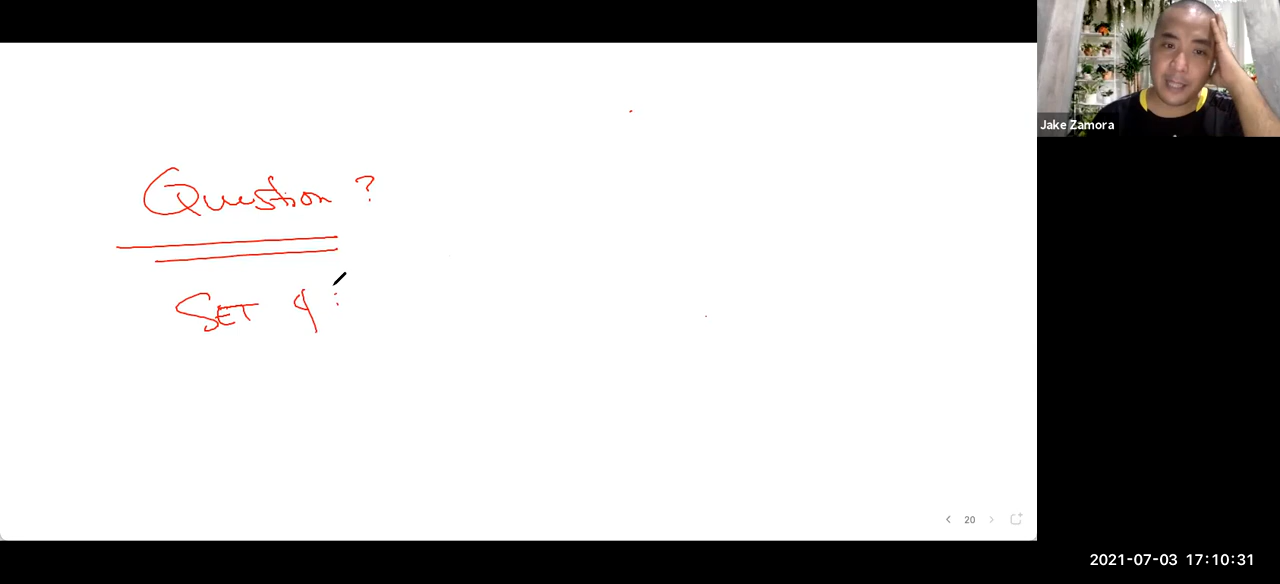 Jake Zamora
Question ?
SET 4 :
20
2021-07-03 17:10:31